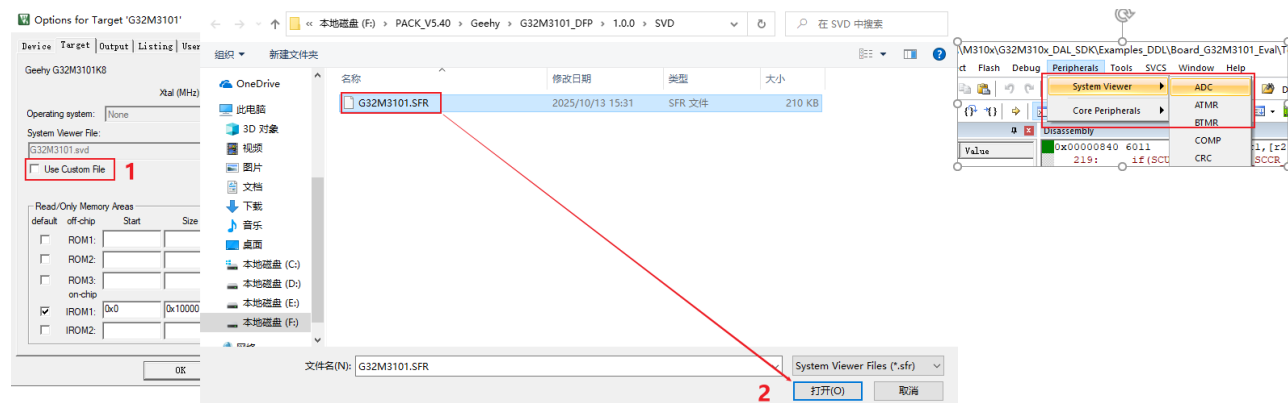 Options for Target 'G32M3101'
Device Target Output Listing User
Geehy G32M3101K8
Xtal (MHz)
Operating system: None
System Viewer File:
G32M3101.svd
Use Custom File
1
Read/Only Memory Areas
default off-chip Start Size
ROM1:
ROM2:
ROM3:
on-chip
IROM1: 0x0 0x10000
IROM2:
OK
« 本地磁盘 (F:) › PACK_V5.40 › Geehy › G32M3101_DFP › 1.0.0 › SVD
在 SVD 中搜索
组织 新建文件夹
OneDrive
此电脑
3D 对象
视频
图片
文档
下载
音乐
桌面
本地磁盘 (C:)
本地磁盘 (D:)
本地磁盘 (E:)
本地磁盘 (F:)
名称 修改日期 类型 大小
G32M3101.SFR 2025/10/13 15:31 SFR 文件 210 KB
文件名(N): G32M3101.SFR System Viewer Files (*.sfr)
2
打开(O) 取消
\M310x\G32M310x_DAL_SDK\Examples_DDL\Board_G32M3101_Eval\T
ct Flash Debug Peripherals Tools SVCS Window Help
System Viewer
Core Peripherals
ADC
ATMR
BTMR
COMP
CRC
Disassembly
Value
0x00000840 6011
219: if(SCU